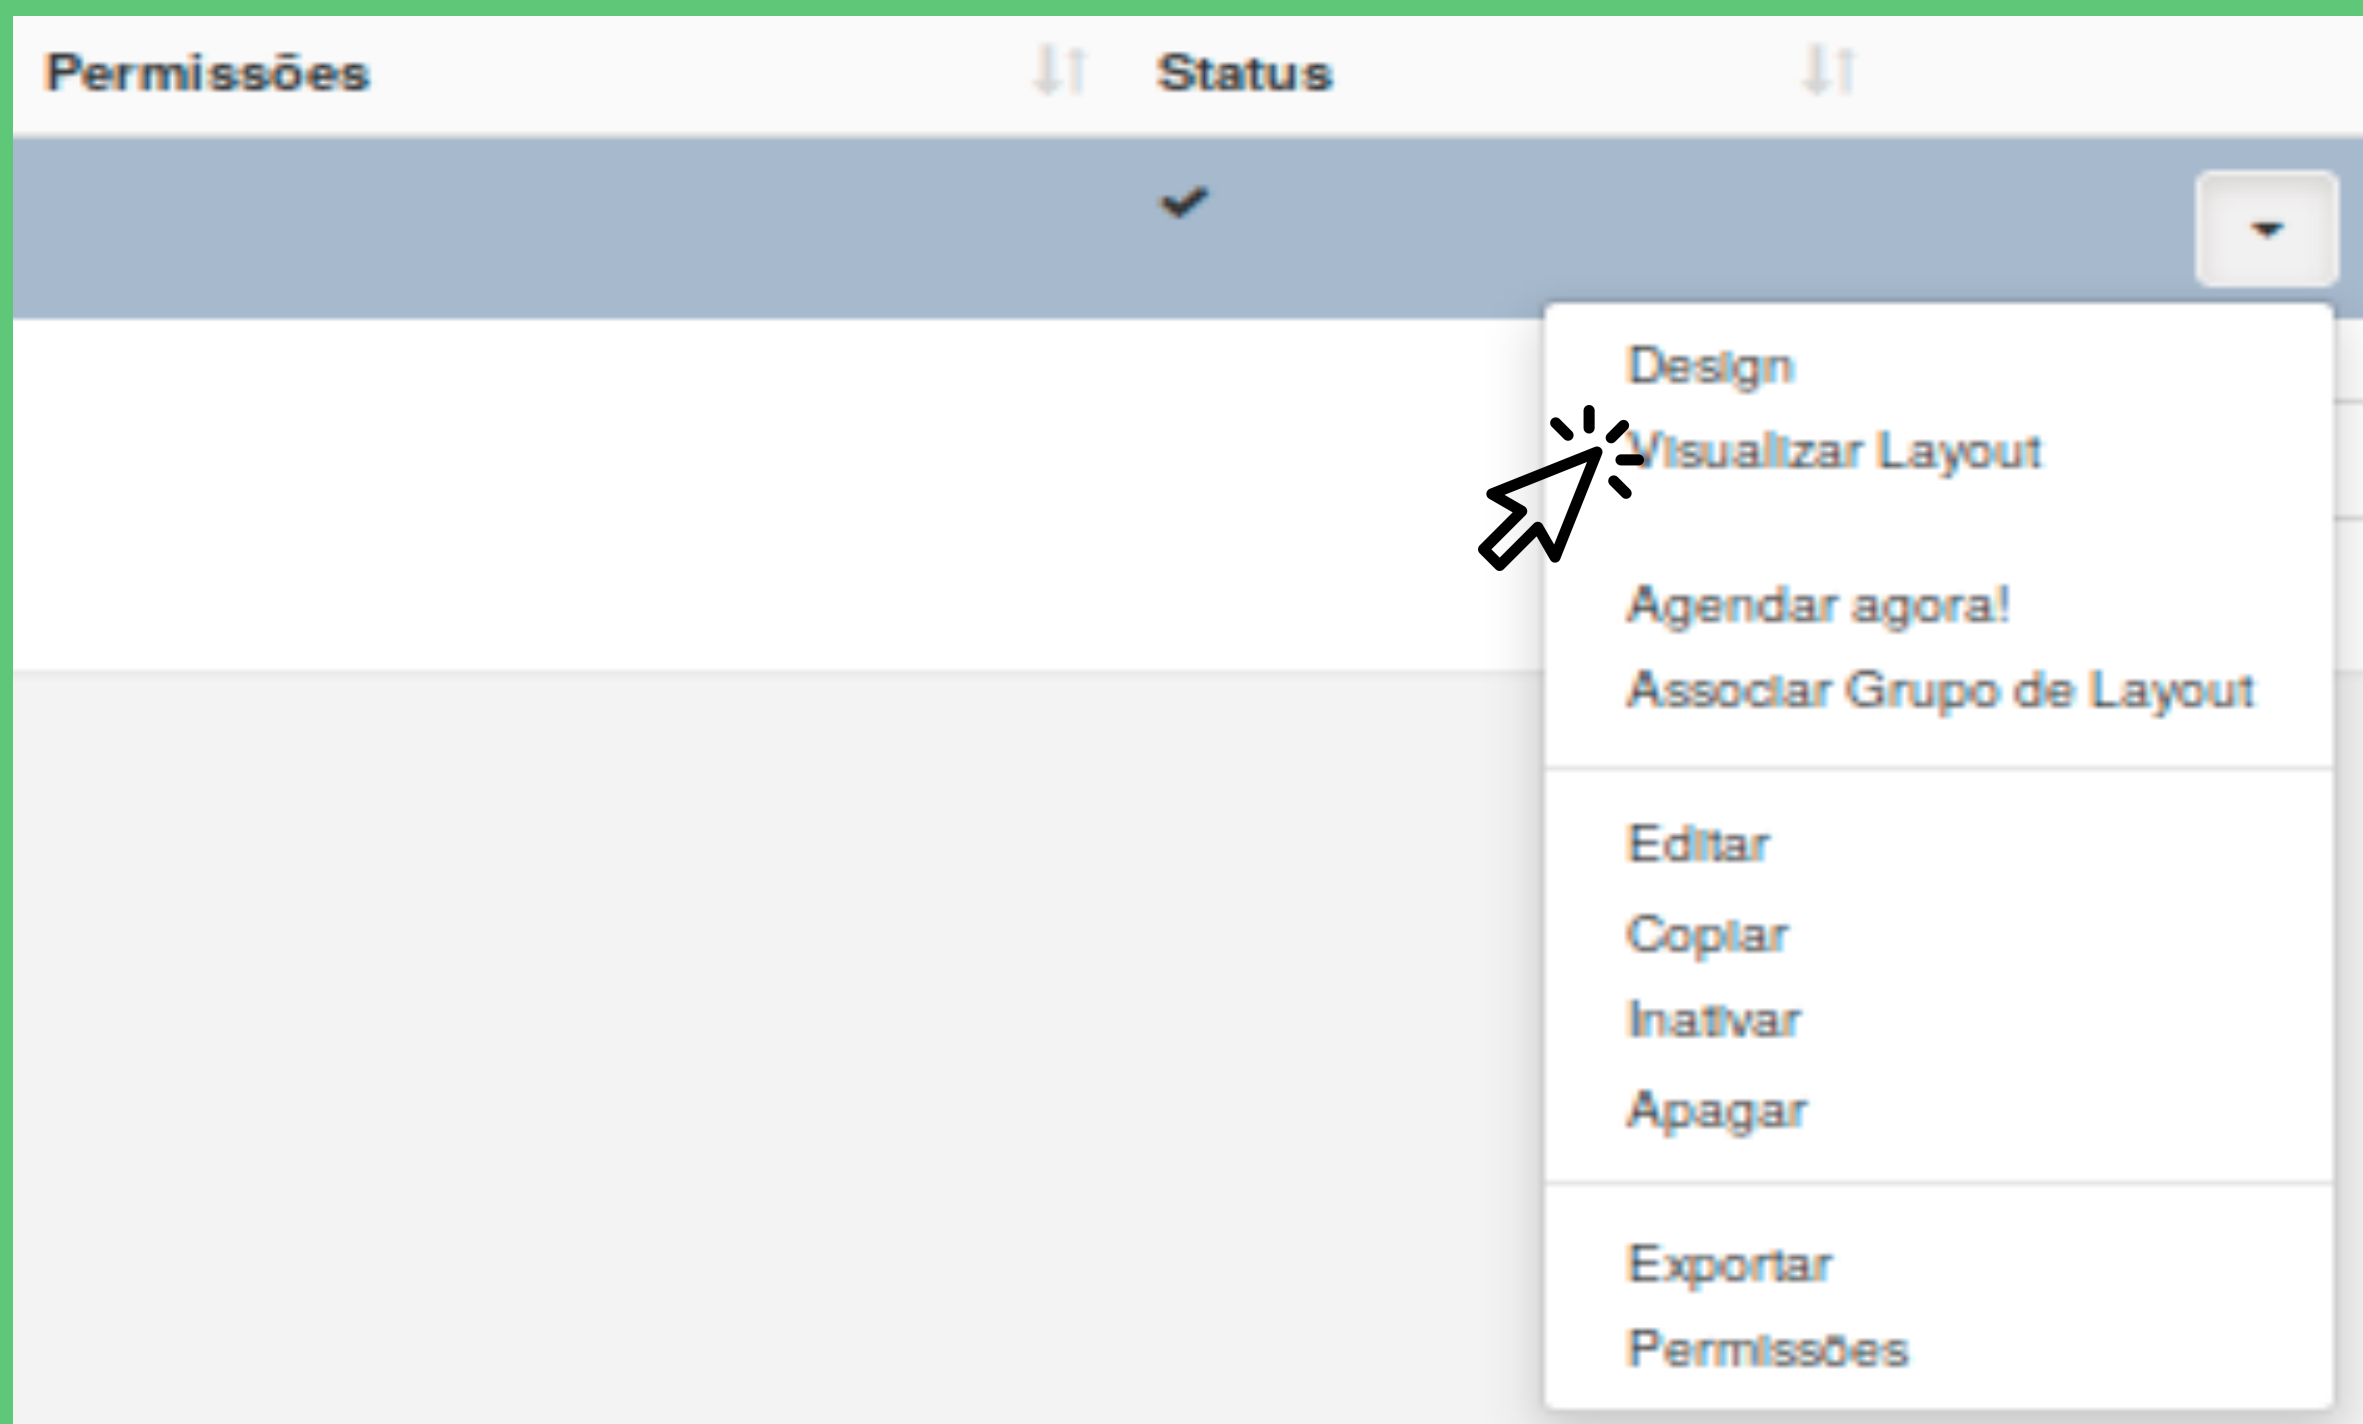 Permissões Status
Design
Visualizar Layout
Agendar agora!
Associar Grupo de Layout
Editar
Copiar
Inativar
Apagar
Exportar
Permissões